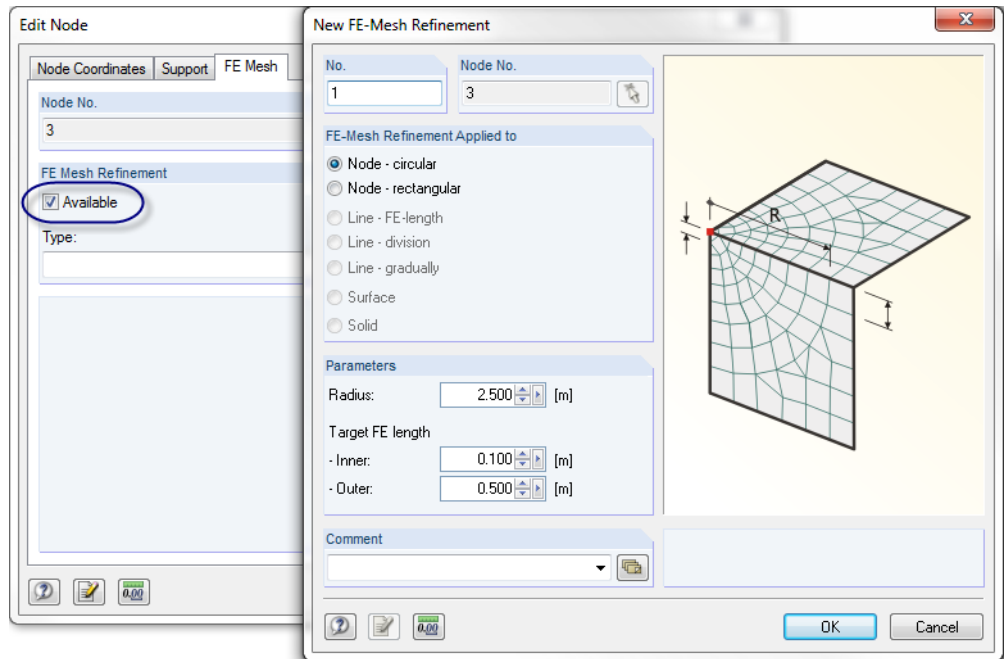 Edit Node
Node Coordinates Support FE Mesh
Node No.
3
FE Mesh Refinement
Available
Type:
0.00
New FE-Mesh Refinement
No. Node No.
1 3
FE-Mesh Refinement Applied to
Node - circular
Node - rectangular
Line - FE-length
Line - division
Line - gradually
Surface
Solid
R
Parameters
Radius: 2.500 [m]
Target FE length
- Inner: 0.100 [m]
- Outer: 0.500 [m]
Comment
0.00
OK Cancel